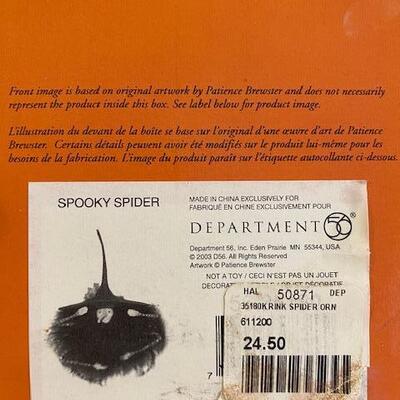 Front image is based on original artwork by Patience Brewster and does not necessarily
represent the product inside this box. See label below for product image.
L'illustration du devant de la boîte se base sur l'original d'une œuvre d'art de Patience
Brewster. Certains détails peuvent avoir été modifiés sur le produit lui-même pour les
besoins de la fabrication. L'image du produit paraît sur l'étiquette autocollante ci-dessous.
SPOOKY SPIDER
MADE IN CHINA EXCLUSIVELY FOR
FABRIQUÉ EN CHINE EXCLUSIVEMENT POUR
DEPARTMENT 56
Department 56, Inc. Eden Prairie MN 55344, USA
© 2003 D56. All Rights Reserved
Artwork © Patience Brewster
NOT A TOY / CECI N'EST PAS UN JOUET
HAL 50871 DEP
35180KRINK SPIDER ORN
611200
24.50
7